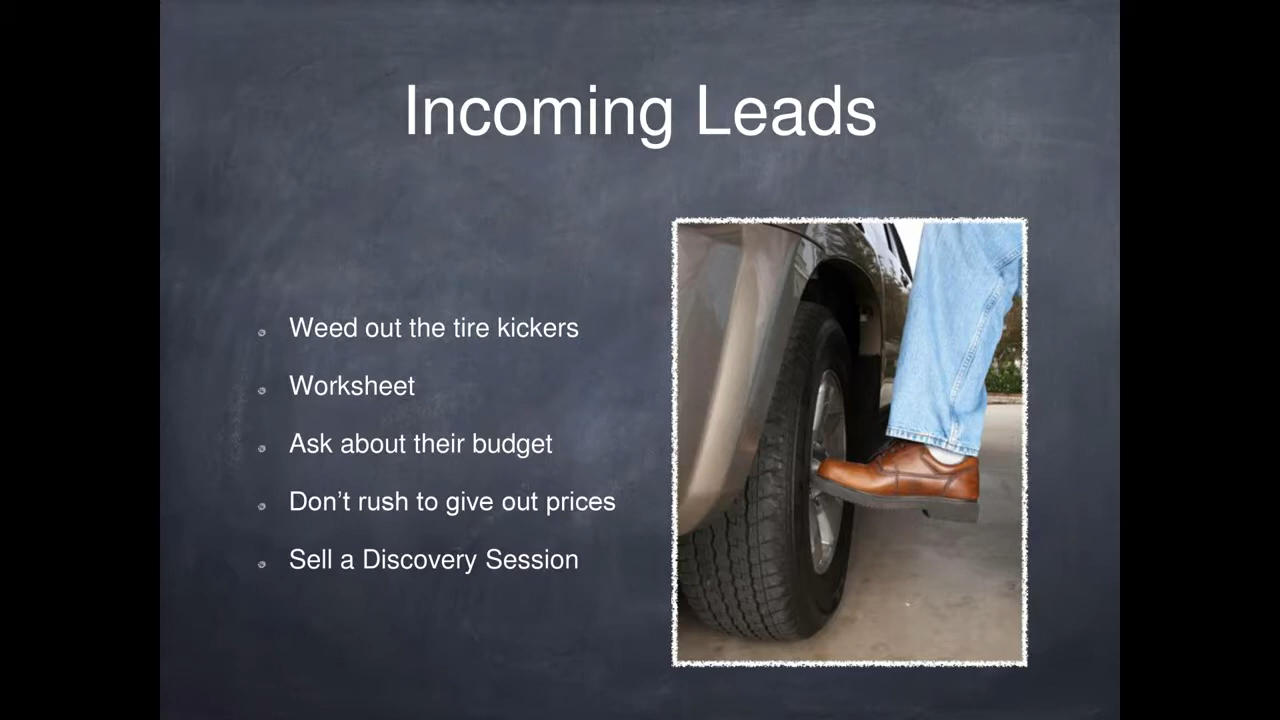 Incoming Leads
Weed out the tire kickers
Worksheet
Ask about their budget
Don’t rush to give out prices
Sell a Discovery Session